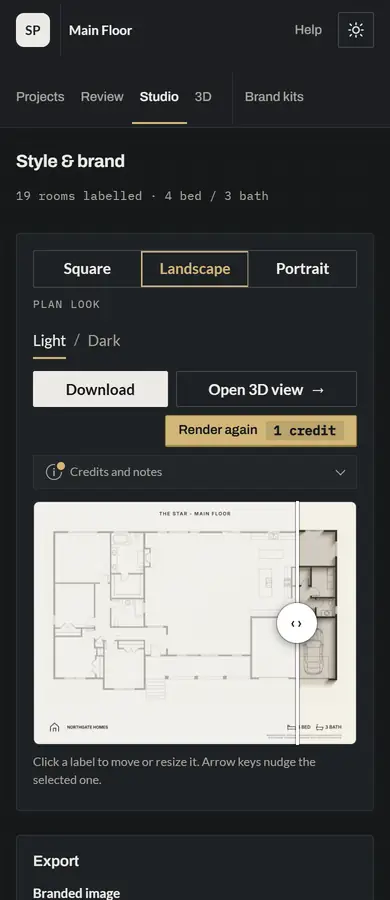 SP
Main Floor
Help
Projects Review Studio 3D Brand kits
Style & brand
19 rooms labelled · 4 bed / 3 bath
Square Landscape Portrait
PLAN LOOK
Light / Dark
Download Open 3D view →
Render again 1 credit
Credits and notes
THE STAR - MAIN FLOOR
NORTHGATE HOMES
BED 3 BATH
Click a label to move or resize it. Arrow keys nudge the
selected one.
Export
Branded image